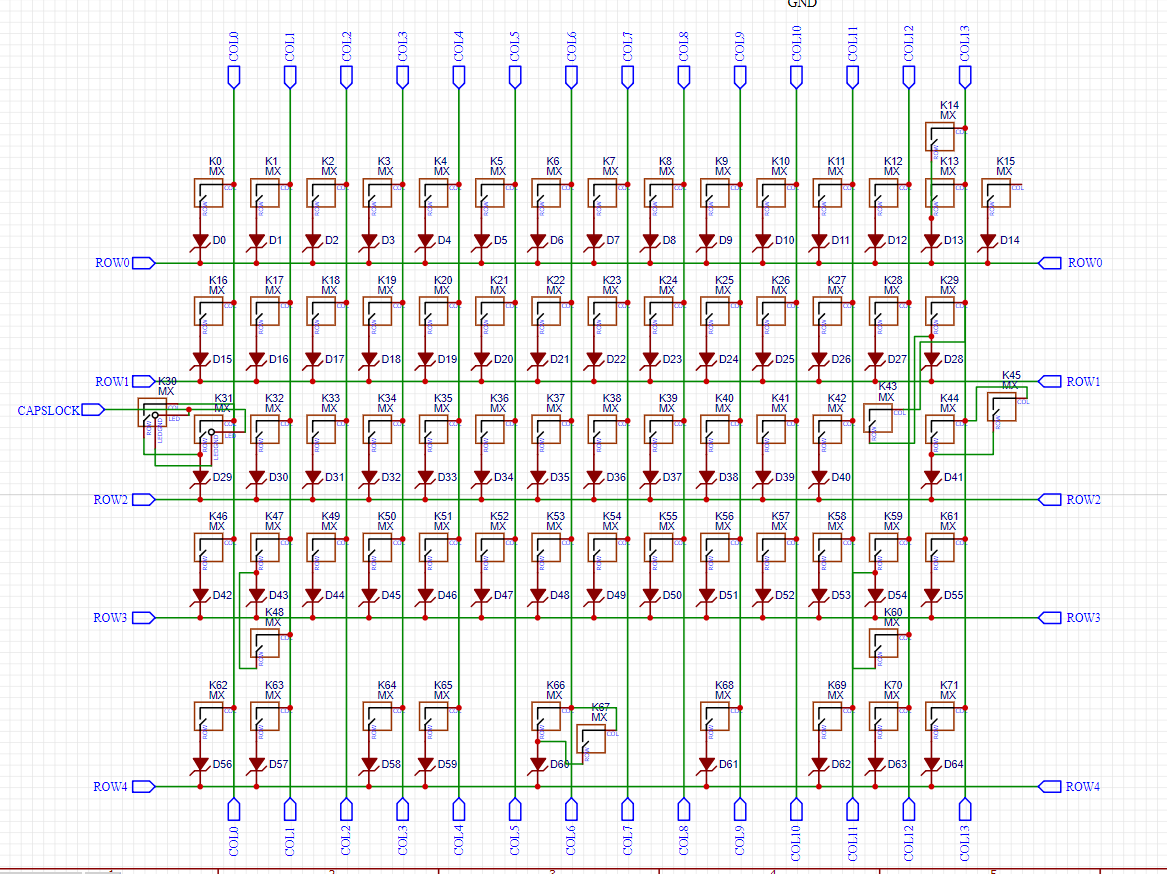 GND
COL0 COL1 COL2 COL3 COL4 COL5 COL6 COL7 COL8 COL9 COL10 COL11 COL12 COL13
K14
MX
K0 K1 K2 K3 K4 K5 K6 K7 K8 K9 K10 K11 K12 K13 K15
MX MX MX MX MX MX MX MX MX MX MX MX MX MX MX
D0 D1 D2 D3 D4 D5 D6 D7 D8 D9 D10 D11 D12 D13 D14
ROW0 ROW0
K16 K17 K18 K19 K20 K21 K22 K23 K24 K25 K26 K27 K28 K29
MX MX MX MX MX MX MX MX MX MX MX MX MX MX
D15 D16 D17 D18 D19 D20 D21 D22 D23 D24 D25 D26 D27 D28
ROW1 K30 K45 ROW1
MX K43 MX
K31 K32 K33 K34 K35 K36 K37 K38 K39 K40 K41 K42 MX K44
CAPSLOCK MX MX MX MX MX MX MX MX MX MX MX MX MX
D29 D30 D31 D32 D33 D34 D35 D36 D37 D38 D39 D40 D41
ROW2 ROW2
K46 K47 K49 K50 K51 K52 K53 K54 K55 K56 K57 K58 K59 K61
MX MX MX MX MX MX MX MX MX MX MX MX MX MX
D42 D43 D44 D45 D46 D47 D48 D49 D50 D51 D52 D53 D54 D55
ROW3 K48 K60 ROW3
MX MX
K62 K63 K64 K65 K66 K68 K69 K70 K71
MX MX MX MX MX MX MX MX MX
K67
MX
D56 D57 D58 D59 D60 D61 D62 D63 D64
ROW4 ROW4
COL0 COL1 COL2 COL3 COL4 COL5 COL6 COL7 COL8 COL9 COL10 COL11 COL12 COL13